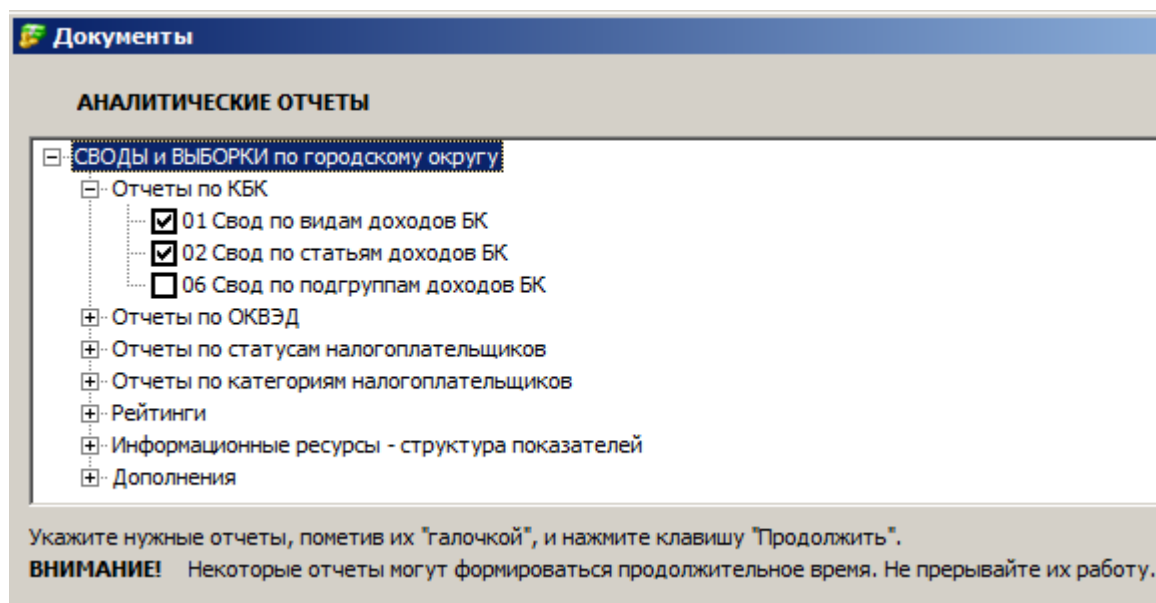 Документы
АНАЛИТИЧЕСКИЕ ОТЧЕТЫ
СВОДЫ и ВЫБОРКИ по городскому округу
Отчеты по КБК
01 Свод по видам доходов БК
02 Свод по статьям доходов БК
06 Свод по подгруппам доходов БК
Отчеты по ОКВЭД
Отчеты по статусам налогоплательщиков
Отчеты по категориям налогоплательщиков
Рейтинги
Информационные ресурсы - структура показателей
Дополнения
Укажите нужные отчеты, пометив их "галочкой", и нажмите клавишу "Продолжить".
ВНИМАНИЕ! Некоторые отчеты могут формироваться продолжительное время. Не прерывайте их работу.